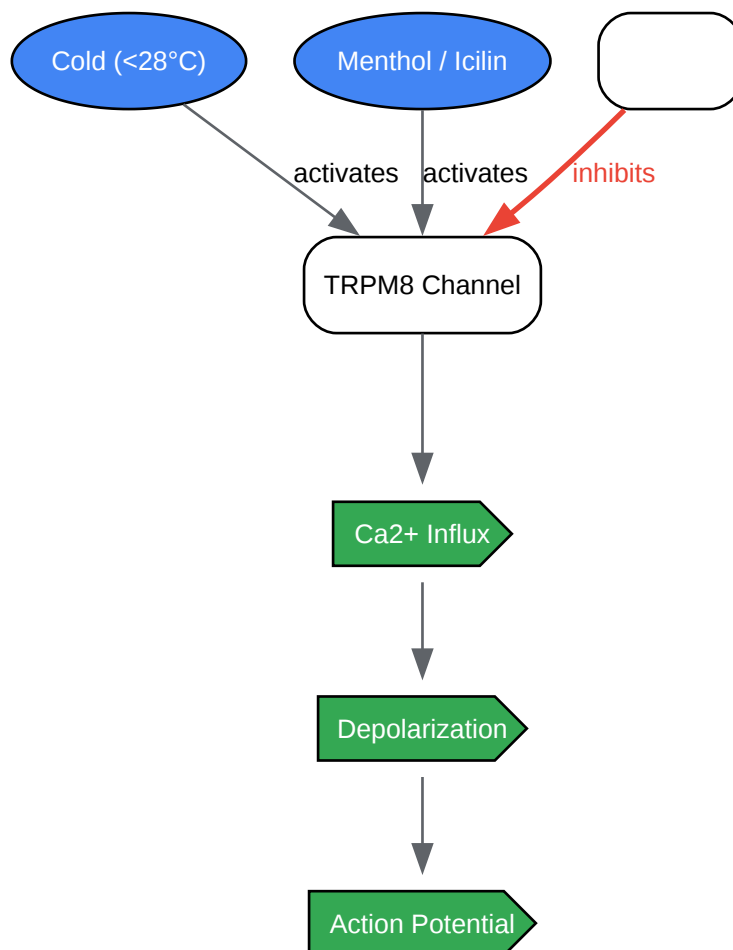 Cold (<28°C)
Menthol / Icilin
activates
activates
inhibits
TRPM8 Channel
Ca2+ Influx
Depolarization
Action Potential